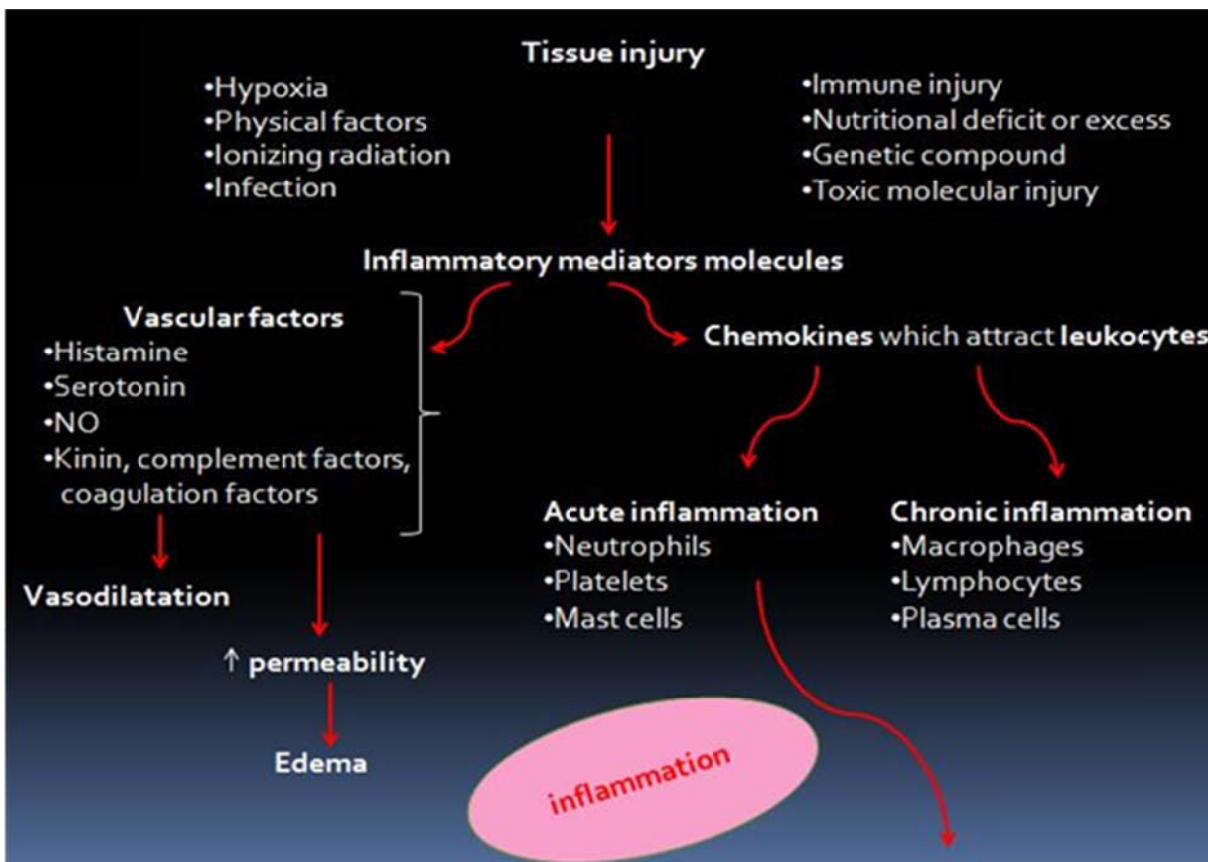 Tissue injury
•Hypoxia
•Physical factors
•Ionizing radiation
•Infection
•Immune injury
•Nutritional deficit or excess
•Genetic compound
•Toxic molecular injury
Inflammatory mediators molecules
Vascular factors
•Histamine
•Serotonin
•NO
•Kinin, complement factors,
coagulation factors
Chemokines which attract leukocytes
Vasodilatation
↑ permeability
Edema
Acute inflammation
•Neutrophils
•Platelets
•Mast cells
Chronic inflammation
•Macrophages
•Lymphocytes
•Plasma cells
inflammation